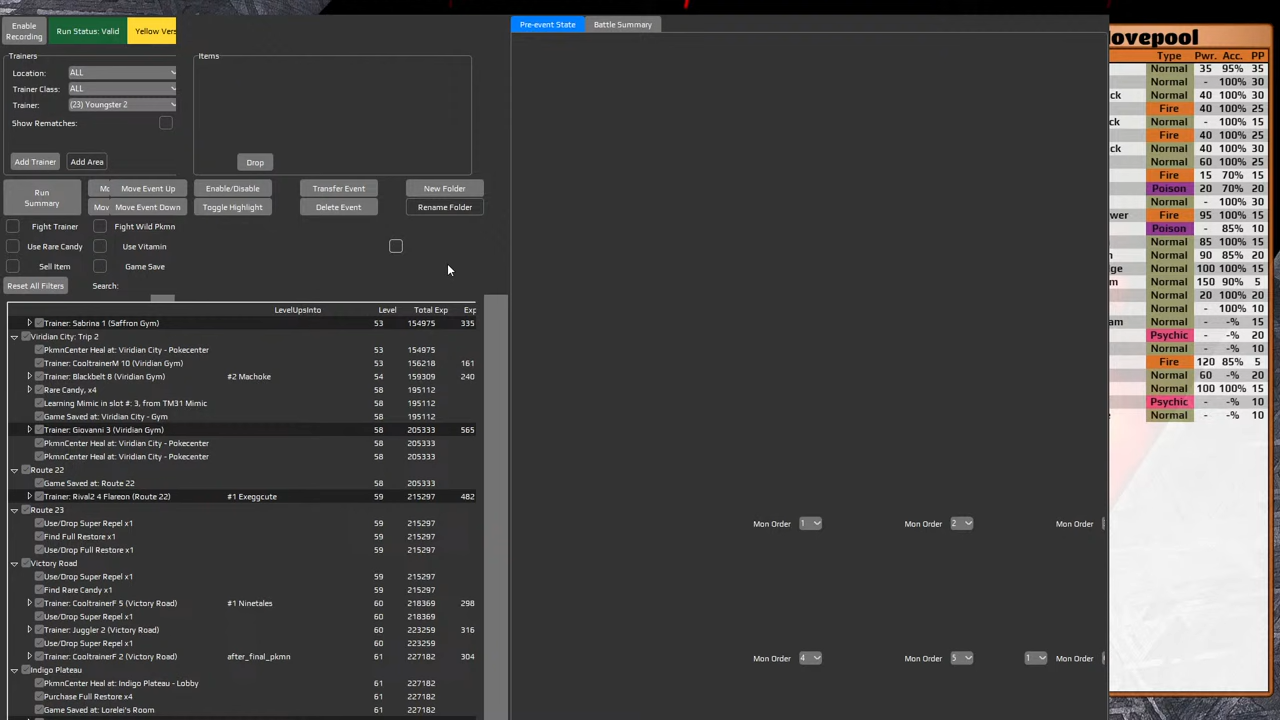 Enable
Recording
Run Status: Valid
Yellow Vers
Pre-event State
Battle Summary
Trainers
Location:
ALL
Trainer Class:
ALL
Trainer:
(23) Youngster 2
Show Rematches:
Add Trainer
Add Area
Items
Drop
Run
Summary
Mo
Move Event Up
Enable/Disable
Transfer Event
New Folder
Mov
Move Event Down
Toggle Highlight
Delete Event
Rename Folder
Fight Trainer
Fight Wild Pkmn
Use Rare Candy
Use Vitamin
Sell Item
Game Save
Reset All Filters
Search:
LevelUpsInto Level Total Exp Exp
Trainer: Sabrina 1 (Saffron Gym) 53 154975 335
Viridian City: Trip 2
PkmnCenter Heal at: Viridian City - Pokecenter 53 154975
Trainer: CooltrainerM 10 (Viridian Gym) 53 156218 161
Trainer: Blackbelt 8 (Viridian Gym) #2 Machoke 54 159309 240
Rare Candy, x4 58 195112
Learning Mimic in slot #: 3, from TM31 Mimic 58 195112
Game Saved at: Viridian City - Gym 58 195112
Trainer: Giovanni 3 (Viridian Gym) 58 205333 565
PkmnCenter Heal at: Viridian City - Pokecenter 58 205333
PkmnCenter Heal at: Viridian City - Pokecenter 58 205333
Route 22
Game Saved at: Route 22 58 205333
Trainer: Rival2 4 Flareon (Route 22) #1 Exeggcute 59 215297 482
Route 23
Use/Drop Super Repel x1 59 215297
Find Full Restore x1 59 215297
Use/Drop Full Restore x1 59 215297
Victory Road
Use/Drop Super Repel x1 59 215297
Find Rare Candy x1 59 215297
Trainer: CooltrainerF 5 (Victory Road) #1 Ninetales 60 218369 298
Use/Drop Super Repel x1 60 218369
Trainer: Juggler 2 (Victory Road) 60 223259 316
Use/Drop Super Repel x1 60 223259
Trainer: CooltrainerF 2 (Victory Road) after_final_pkmn 61 227182 304
Indigo Plateau
PkmnCenter Heal at: Indigo Plateau - Lobby 61 227182
Purchase Full Restore x4 61 227182
Game Saved at: Lorelei's Room 61 227182
Mon Order 1
Mon Order 2
Mon Order
Mon Order 4
Mon Order 5
1 Mon Order
ovepool
Type Pwr. Acc. PP
Normal 35 95% 35
Normal - 100% 30
ck Normal 40 100% 30
Fire 40 100% 25
ck Normal - 100% 15
Fire 40 100% 25
ck Normal 40 100% 30
Normal 60 100% 25
Fire 15 70% 15
Poison 20 70% 20
Normal - 100% 30
wer Fire 95 100% 15
Poison - 85% 10
Normal 85 100% 15
n Normal 90 85% 20
ge Normal 100 100% 15
m Normal 150 90% 5
Normal 20 100% 20
Normal - 100% 10
am Normal - -% 15
Psychic - -% 20
Normal - -% 10
Fire 120 85% 5
Normal 60 -% 20
Normal 100 100% 15
Psychic - -% 10
Normal - -% 10